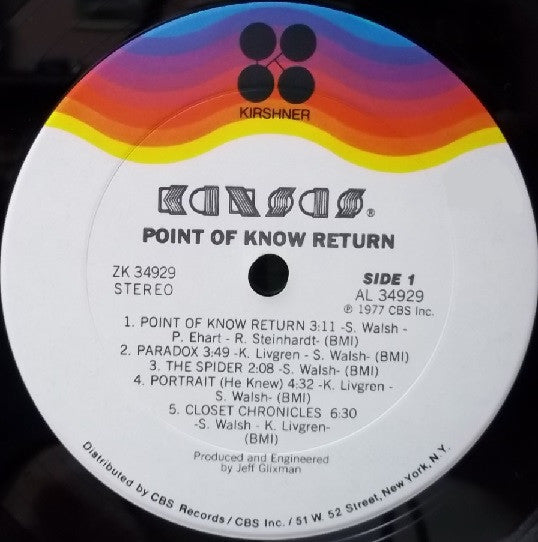 KIRSHNER
KANSAS®
POINT OF KNOW RETURN
ZK 34929
STEREO
SIDE 1
AL 34929
℗ 1977 CBS Inc.
1. POINT OF KNOW RETURN 3:11 -S. Walsh -
P. Ehart - R. Steinhardt- (BMI)
2. PARADOX 3:49 -K. Livgren - S. Walsh- (BMI)
3. THE SPIDER 2:08 -S. Walsh- (BMI)
4. PORTRAIT (He Knew) 4:32 -K. Livgren -
S. Walsh- (BMI)
5. CLOSET CHRONICLES 6:30
-S. Walsh - K. Livgren-
(BMI)
Produced and Engineered
by Jeff Glixman
Distributed by CBS Records / CBS Inc. / 51 W. 52 Street, New York, N.Y.